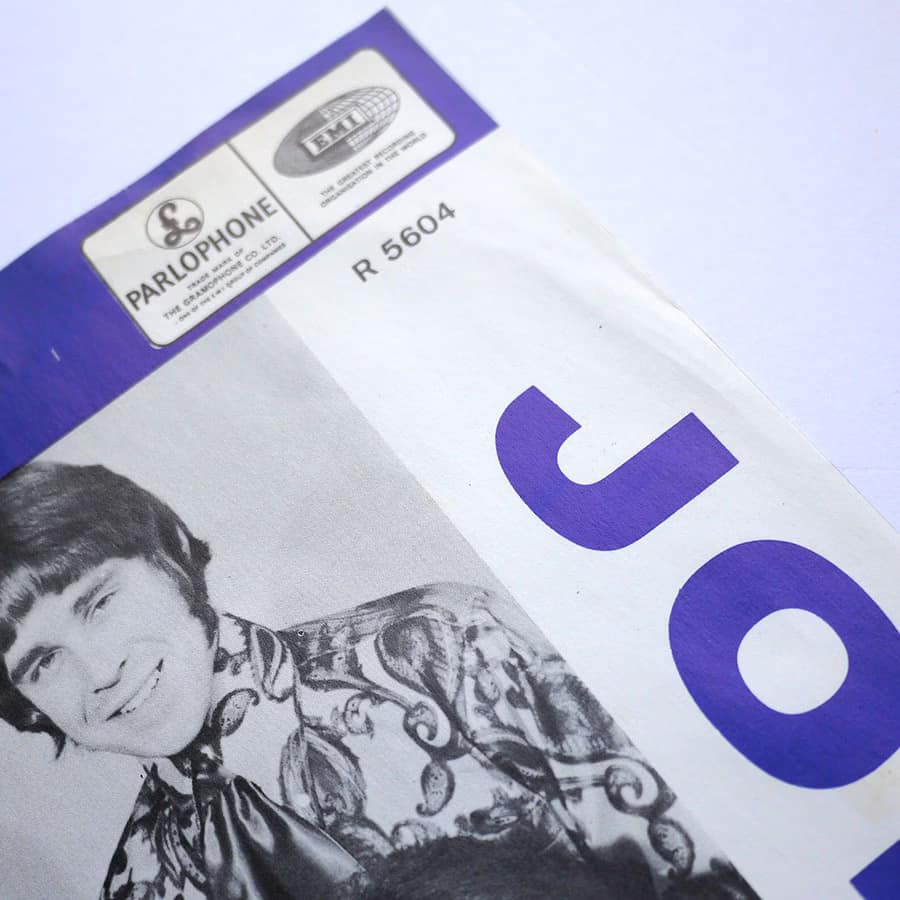 £
PARLOPHONE
TRADE MARK OF
THE GRAMOPHONE CO. LTD.
ONE OF THE E·M·I GROUP OF COMPANIES
EMI
THE GREATEST RECORDING
ORGANISATION IN THE WORLD
R 5604
JO